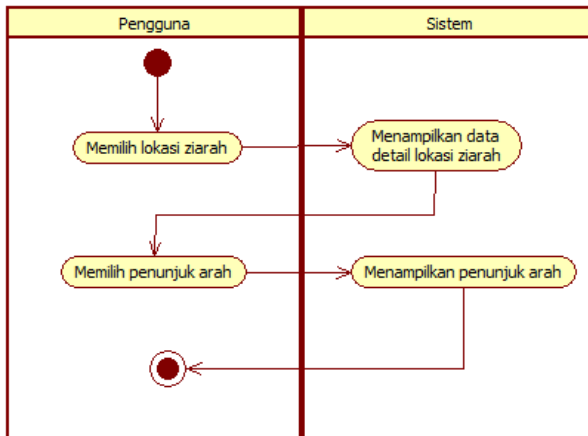 Pengguna
Sistem
Memilih lokasi ziarah
Menampilkan data
detail lokasi ziarah
Memilih penunjuk arah
Menampilkan penunjuk arah